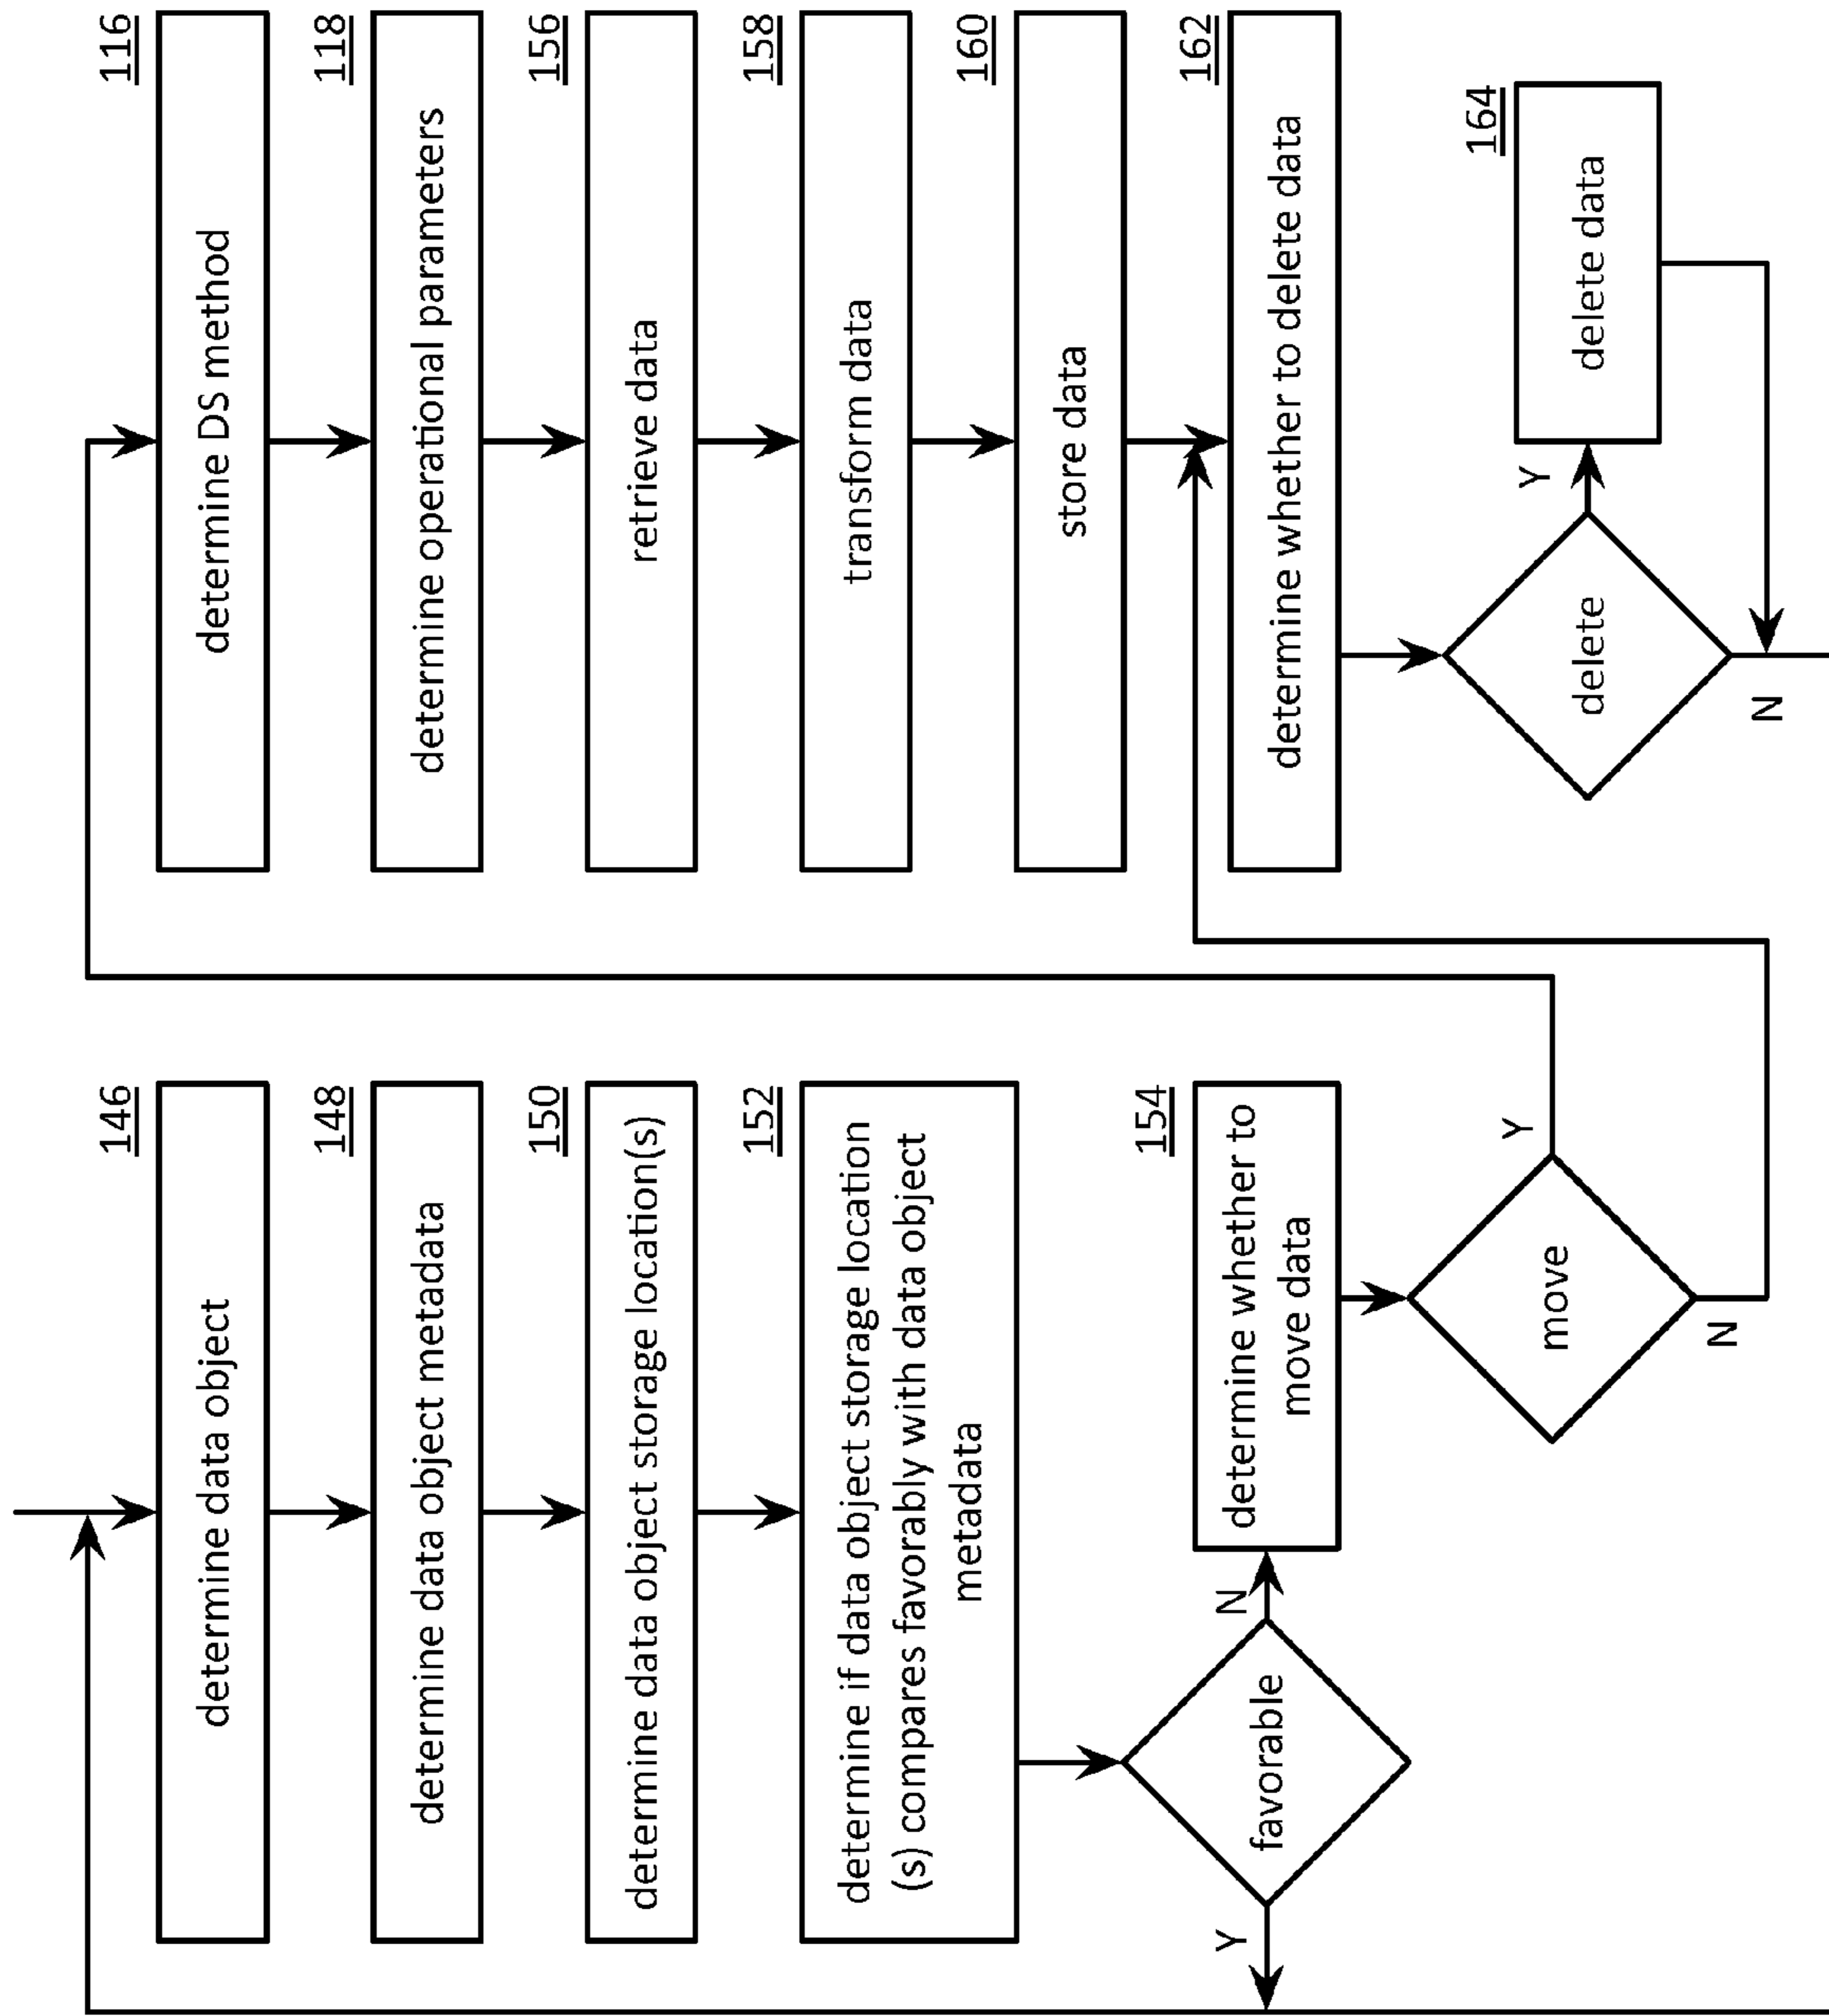 146
determine data object
148
determine data object metadata
150
determine data object storage location(s)
152
determine if data object storage location
(s) compares favorably with data object
metadata
favorable
Y
N
154
determine whether to
move data
move
Y
N
116
determine DS method
118
determine operational parameters
156
retrieve data
158
transform data
160
store data
162
determine whether to delete data
delete
Y
N
164
delete data